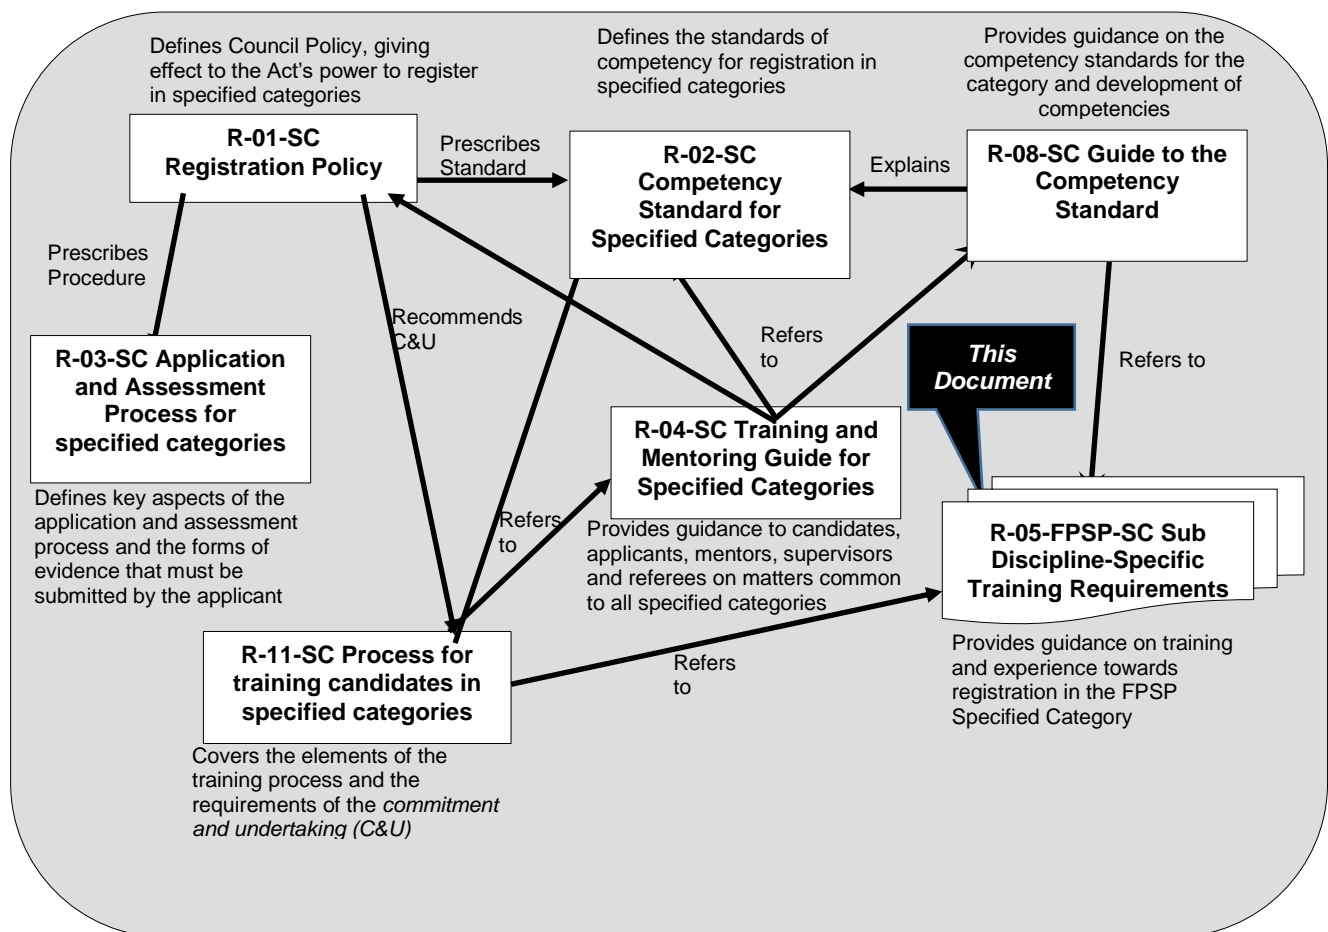 Defines Council Policy, giving
effect to the Act's power to register
in specified categories
Defines the standards of
competency for registration in
specified categories
Provides guidance on the
competency standards for the
category and development of
competencies
R-01-SC
Registration Policy
Prescribes
Standard
R-02-SC
Competency
Standard for
Specified Categories
Explains
R-08-SC Guide to the
Competency
Standard
Prescribes
Procedure
Recommends
C&U
Refers
to
This
Document
Refers to
R-03-SC Application
and Assessment
Process for
specified categories
Defines key aspects of the
application and assessment
process and the forms of
evidence that must be
submitted by the applicant
R-04-SC Training and
Mentoring Guide for
Specified Categories
Provides guidance to candidates,
applicants, mentors, supervisors
and referees on matters common
to all specified categories
Refers
to
R-05-FPSP-SC Sub
Discipline-Specific
Training Requirements
Provides guidance on training
and experience towards
registration in the FPSP
Specified Category
R-11-SC Process for
training candidates in
specified categories
Refers
to
Covers the elements of the
training process and the
requirements of the commitment
and undertaking (C&U)